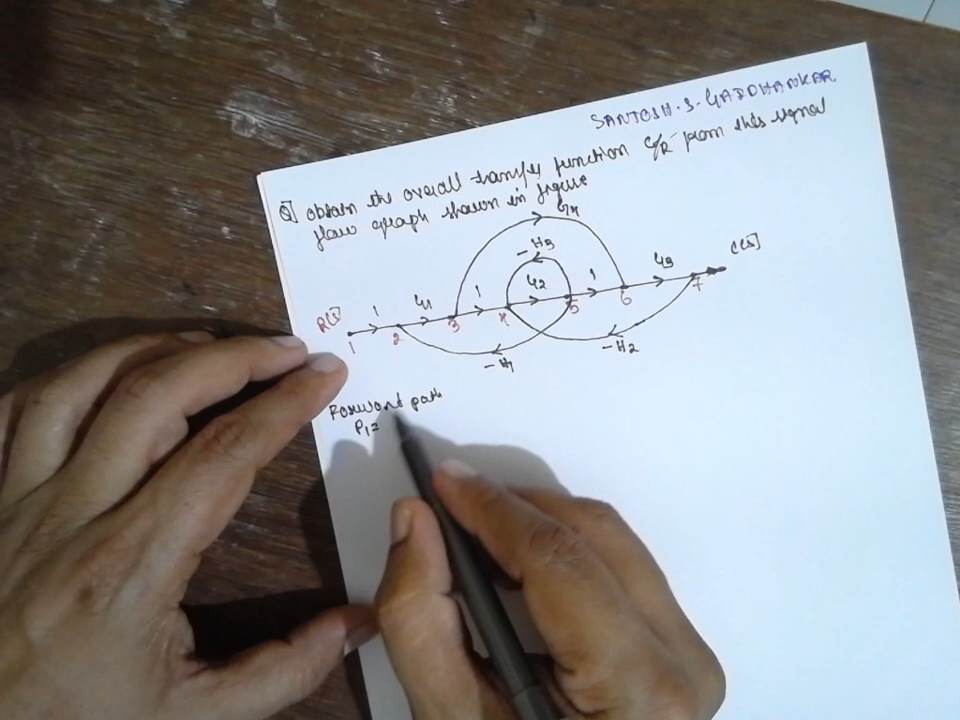 SANTOSH.S.GAIDHANKAR
Q] obtain the overall transfer function C/R from this signal
flow graph shown in figure
G4
-H3
R(s) 1 G1 1 G2 1 G3 C(s)
1 2 3 4 5 6 7
-H1 -H2
Forward path
P1=